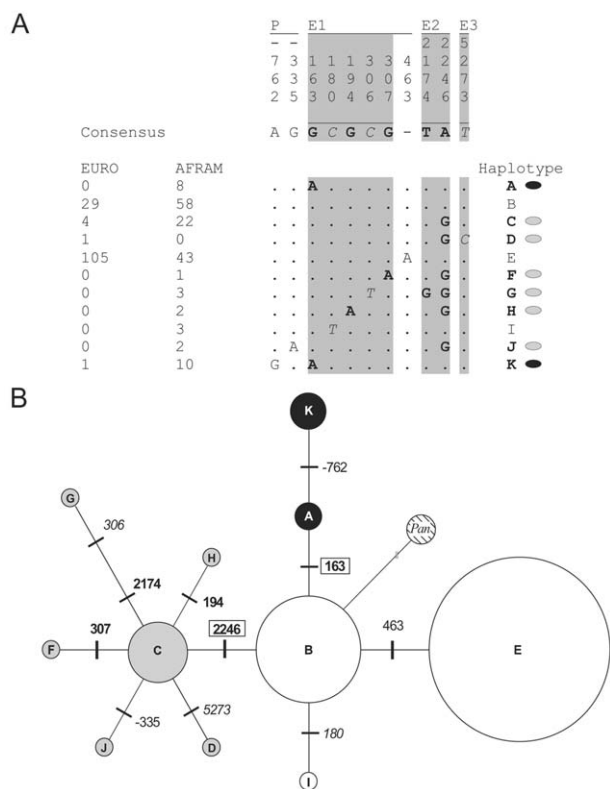 A
P E1 E2 E3
- - 2 2 5
7 3 1 1 1 3 3 4 1 2 2
6 3 6 8 9 0 0 6 7 4 7
2 5 3 0 4 6 7 3 4 6 3
Consensus A G G C G C G - T A T
EURO AFRAM Haplotype
0 8 . . A . . . . . . . . A
29 58 . . . . . . . . . . . B
4 22 . . . . . . . . . G . C
1 0 . . . . . . . . . G C D
105 43 . . . . . . . A . . . E
0 1 . . . . . . A . . G . F
0 3 . . . . . T . . G G . G
0 2 . . . . A . . . . G . H
0 3 . . . T . . . . . . . I
0 2 . A . . . . . . . G . J
1 10 G . A . . . . . . . . K
B
K
-762
G
306
A
Pan
H
163
2174
194
307
2246
463
F
C
B
E
-335
5273
180
J
D
I